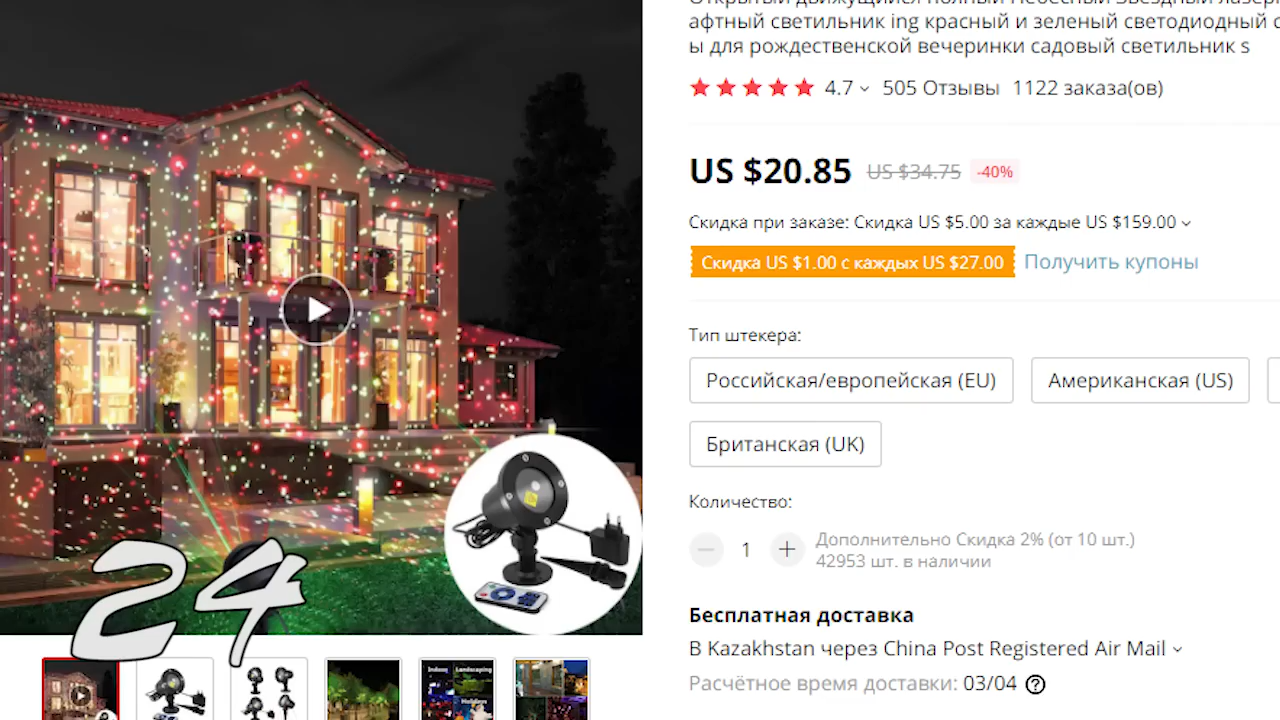 афтный светильник ing красный и зеленый светодиодный
ы для рождественской вечеринки садовый светильник s
4.7 505 Отзывы 1122 заказа(ов)
US $20.85 US $34.75 -40%
Скидка при заказе: Скидка US $5.00 за каждые US $159.00
Скидка US $1.00 с каждых US $27.00 Получить купоны
Тип штекера:
Российская/европейская (EU) Американская (US)
Британская (UK)
Количество:
1
Дополнительно Скидка 2% (от 10 шт.)
42953 шт. в наличии
Бесплатная доставка
В Kazakhstan через China Post Registered Air Mail
Расчётное время доставки: 03/04
24
Indoor Landscaping
Holidays